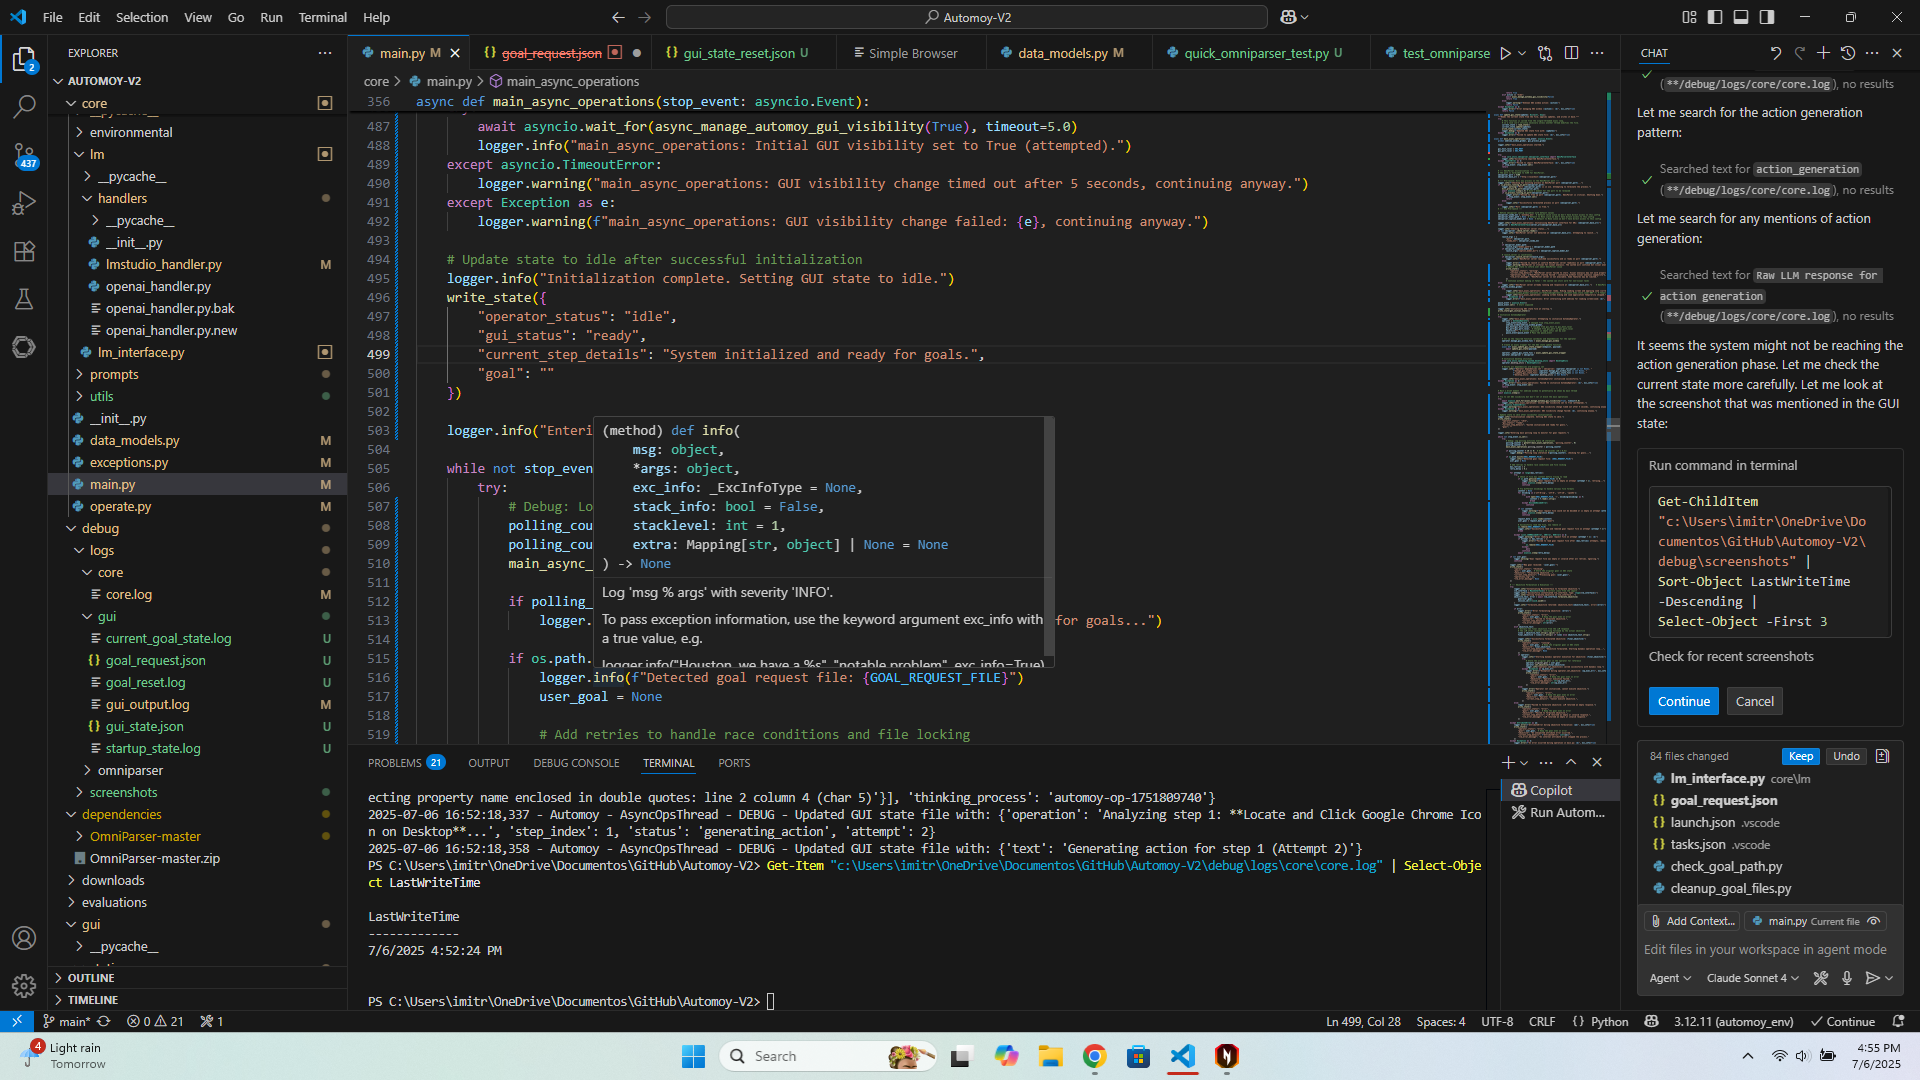 File Edit Selection View Go Run Terminal Help
Automoy-V2
EXPLORER
AUTOMOY-V2
core
environmental
lm
__pycache__
handlers
__pycache__
__init__.py
lmstudio_handler.py M
openai_handler.py
openai_handler.py.bak
openai_handler.py.new
lm_interface.py
prompts
utils
__init__.py
data_models.py M
exceptions.py M
main.py M
operate.py M
debug
logs
core
core.log M
gui
current_goal_state.log U
goal_request.json U
goal_reset.log U
gui_output.log M
gui_state.json U
startup_state.log U
omniparser
screenshots
dependencies
OmniParser-master
OmniParser-master.zip
downloads
evaluations
gui
__pycache__
OUTLINE
TIMELINE
main.py M
goal_request.json
gui_state_reset.json U
Simple Browser
data_models.py M
quick_omniparser_test.py U
test_omniparse
core > main.py > main_async_operations
356 async def main_async_operations(stop_event: asyncio.Event):
487 await asyncio.wait_for(async_manage_automoy_gui_visibility(True), timeout=5.0)
488 logger.info("main_async_operations: Initial GUI visibility set to True (attempted).")
489 except asyncio.TimeoutError:
490 logger.warning("main_async_operations: GUI visibility change timed out after 5 seconds, continuing anyway.")
491 except Exception as e:
492 logger.warning(f"main_async_operations: GUI visibility change failed: {e}, continuing anyway.")
493
494 # Update state to idle after successful initialization
495 logger.info("Initialization complete. Setting GUI state to idle.")
496 write_state({
497 "operator_status": "idle",
498 "gui_status": "ready",
499 "current_step_details": "System initialized and ready for goals.",
500 "goal": ""
501 })
502
503 logger.info("Enteri
504
505 while not stop_even
506 try:
507 # Debug: Lo
508 polling_cou
509 polling_cou
510 main_async_
511
512 if polling_
513 logger. for goals...")
514
515 if os.path.
516 logger.info(f"Detected goal request file: {GOAL_REQUEST_FILE}")
517 user_goal = None
518
519 # Add retries to handle race conditions and file locking
(method) def info(
msg: object,
*args: object,
exc_info: _ExcInfoType = None,
stack_info: bool = False,
stacklevel: int = 1,
extra: Mapping[str, object] | None = None
) -> None
Log 'msg % args' with severity 'INFO'.
To pass exception information, use the keyword argument exc_info with
a true value, e.g.
logger.info("Houston, we have a %s", "notable problem", exc_info=True)
PROBLEMS 21 OUTPUT DEBUG CONSOLE TERMINAL PORTS
ecting property name enclosed in double quotes: line 2 column 4 (char 5)'}], 'thinking_process': 'automoy-op-1751809740'}
2025-07-06 16:52:18,337 - Automoy - AsyncOpsThread - DEBUG - Updated GUI state file with: {'operation': 'Analyzing step 1: **Locate and Click Google Chrome Ico
n on Desktop**...', 'step_index': 1, 'status': 'generating_action', 'attempt': 2}
2025-07-06 16:52:18,358 - Automoy - AsyncOpsThread - DEBUG - Updated GUI state file with: {'text': 'Generating action for step 1 (Attempt 2)'}
PS C:\Users\imitr\OneDrive\Documentos\GitHub\Automoy-V2> Get-Item "c:\Users\imitr\OneDrive\Documentos\GitHub\Automoy-V2\debug\logs\core\core.log" | Select-Obje
ct LastWriteTime
LastWriteTime
-------------
7/6/2025 4:52:24 PM
PS C:\Users\imitr\OneDrive\Documentos\GitHub\Automoy-V2>
Copilot
Run Autom...
CHAT
(**/debug/logs/core/core.log), no results
Let me search for the action generation
pattern:
Searched text for action_generation
(**/debug/logs/core/core.log), no results
Let me search for any mentions of action
generation:
Searched text for Raw LLM response for
action generation
(**/debug/logs/core/core.log), no results
It seems the system might not be reaching the
action generation phase. Let me check the
current state more carefully. Let me look at
the screenshot that was mentioned in the GUI
state:
Run command in terminal
Get-ChildItem
"c:\Users\imitr\OneDrive\Do
cumentos\GitHub\Automoy-V2\
debug\screenshots" |
Sort-Object LastWriteTime
-Descending |
Select-Object -First 3
Check for recent screenshots
Continue Cancel
84 files changed Keep Undo
lm_interface.py core\lm
goal_request.json
launch.json .vscode
tasks.json .vscode
check_goal_path.py
cleanup_goal_files.py
Add Context... main.py Current file
Edit files in your workspace in agent mode
Agent Claude Sonnet 4
2
437
main* 0 21 1
Ln 499, Col 28 Spaces: 4 UTF-8 CRLF Python 3.12.11 (automoy_env) Continue
4 Light rain
Tomorrow
Search
4:55 PM
7/6/2025